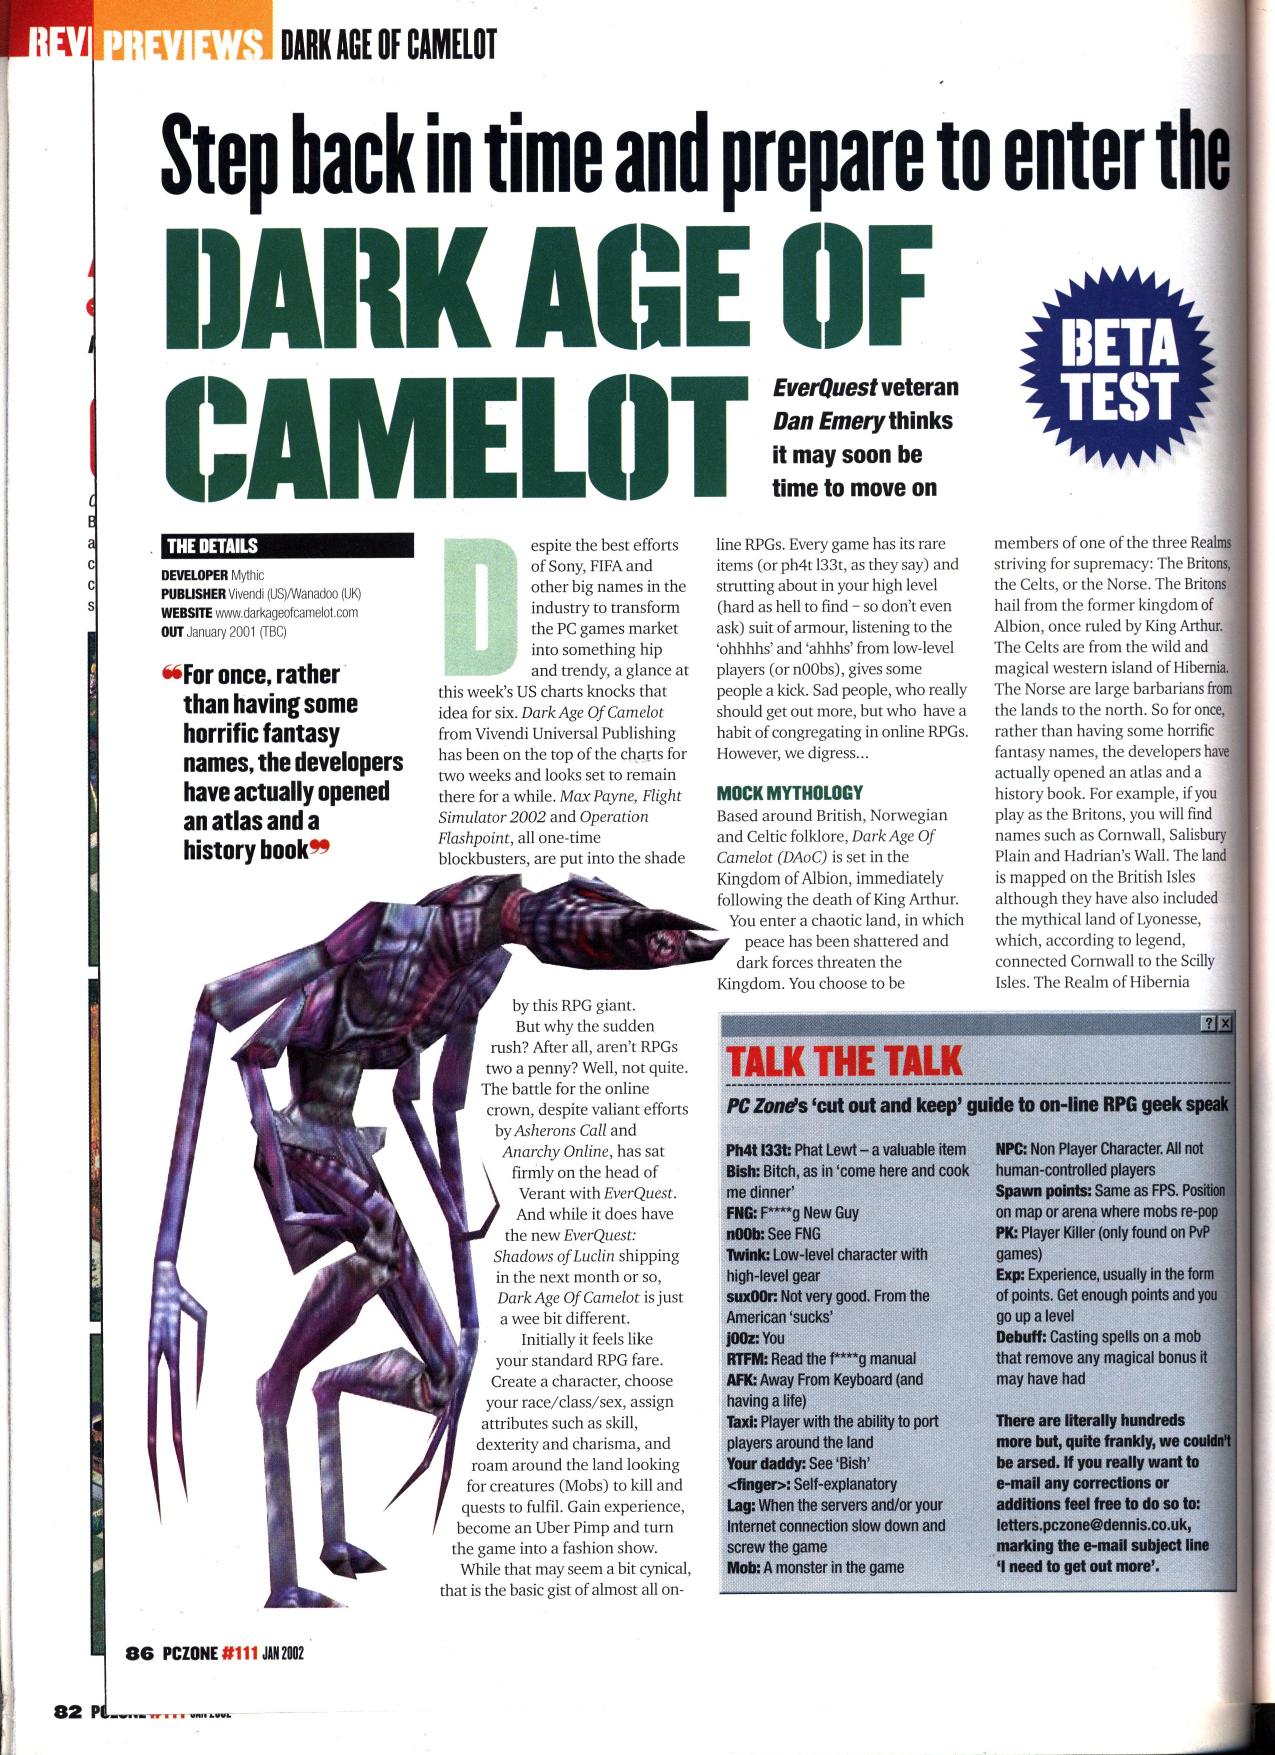 REVI PREVIEWS DARK AGE OF CAMELOT
Step back in time and prepare to enter the
DARK AGE OF
CAMELOT
EverQuest veteran
Dan Emery thinks
it may soon be
time to move on
BETA
TEST
THE DETAILS
DEVELOPER Mythic
PUBLISHER Vivendi (US)/Wanadoo (UK)
WEBSITE www.darkageofcamelot.com
OUT January 2001 (TBC)
“For once, rather
than having some
horrific fantasy
names, the developers
have actually opened
an atlas and a
history book”
Despite the best efforts
of Sony, FIFA and
other big names in the
industry to transform
the PC games market
into something hip
and trendy, a glance at
this week's US charts knocks that
idea for six. Dark Age Of Camelot
from Vivendi Universal Publishing
has been on the top of the charts for
two weeks and looks set to remain
there for a while. Max Payne, Flight
Simulator 2002 and Operation
Flashpoint, all one-time
blockbusters, are put into the shade
by this RPG giant.
But why the sudden
rush? After all, aren't RPGs
two a penny? Well, not quite.
The battle for the online
crown, despite valiant efforts
by Asherons Call and
Anarchy Online, has sat
firmly on the head of
Verant with EverQuest.
And while it does have
the new EverQuest:
Shadows of Luclin shipping
in the next month or so,
Dark Age Of Camelot is just
a wee bit different.
Initially it feels like
your standard RPG fare.
Create a character, choose
your race/class/sex, assign
attributes such as skill,
dexterity and charisma, and
roam around the land looking
for creatures (Mobs) to kill and
quests to fulfil. Gain experience,
become an Uber Pimp and turn
the game into a fashion show.
While that may seem a bit cynical,
that is the basic gist of almost all on-
line RPGs. Every game has its rare
items (or ph4t l33t, as they say) and
strutting about in your high level
(hard as hell to find – so don't even
ask) suit of armour, listening to the
'ohhhhs' and 'ahhhs' from low-level
players (or n00bs), gives some
people a kick. Sad people, who really
should get out more, but who have a
habit of congregating in online RPGs.
However, we digress...
MOCK MYTHOLOGY
Based around British, Norwegian
and Celtic folklore, Dark Age Of
Camelot (DAoC) is set in the
Kingdom of Albion, immediately
following the death of King Arthur.
You enter a chaotic land, in which
peace has been shattered and
dark forces threaten the
Kingdom. You choose to be
members of one of the three Realms
striving for supremacy: The Britons,
the Celts, or the Norse. The Britons
hail from the former kingdom of
Albion, once ruled by King Arthur.
The Celts are from the wild and
magical western island of Hibernia.
The Norse are large barbarians from
the lands to the north. So for once,
rather than having some horrific
fantasy names, the developers have
actually opened an atlas and a
history book. For example, if you
play as the Britons, you will find
names such as Cornwall, Salisbury
Plain and Hadrian's Wall. The land
is mapped on the British Isles
although they have also included
the mythical land of Lyonesse,
which, according to legend,
connected Cornwall to the Scilly
Isles. The Realm of Hibernia
? X
TALK THE TALK
PC Zone's 'cut out and keep' guide to on-line RPG geek speak
Ph4t l33t: Phat Lewt – a valuable item
Bish: Bitch, as in 'come here and cook
me dinner'
FNG: F****g New Guy
n00b: See FNG
Twink: Low-level character with
high-level gear
sux00r: Not very good. From the
American 'sucks'
j00z: You
RTFM: Read the f****g manual
AFK: Away From Keyboard (and
having a life)
Taxi: Player with the ability to port
players around the land
Your daddy: See 'Bish'
<finger>: Self-explanatory
Lag: When the servers and/or your
Internet connection slow down and
screw the game
Mob: A monster in the game
NPC: Non Player Character. All not
human-controlled players
Spawn points: Same as FPS. Position
on map or arena where mobs re-pop
PK: Player Killer (only found on PvP
games)
Exp: Experience, usually in the form
of points. Get enough points and you
go up a level
Debuff: Casting spells on a mob
that remove any magical bonus it
may have had
There are literally hundreds
more but, quite frankly, we couldn't
be arsed. If you really want to
e-mail any corrections or
additions feel free to do so to:
letters.pczone@dennis.co.uk,
marking the e-mail subject line
'I need to get out more'.
86 PCZONE #111 JAN 2002
82